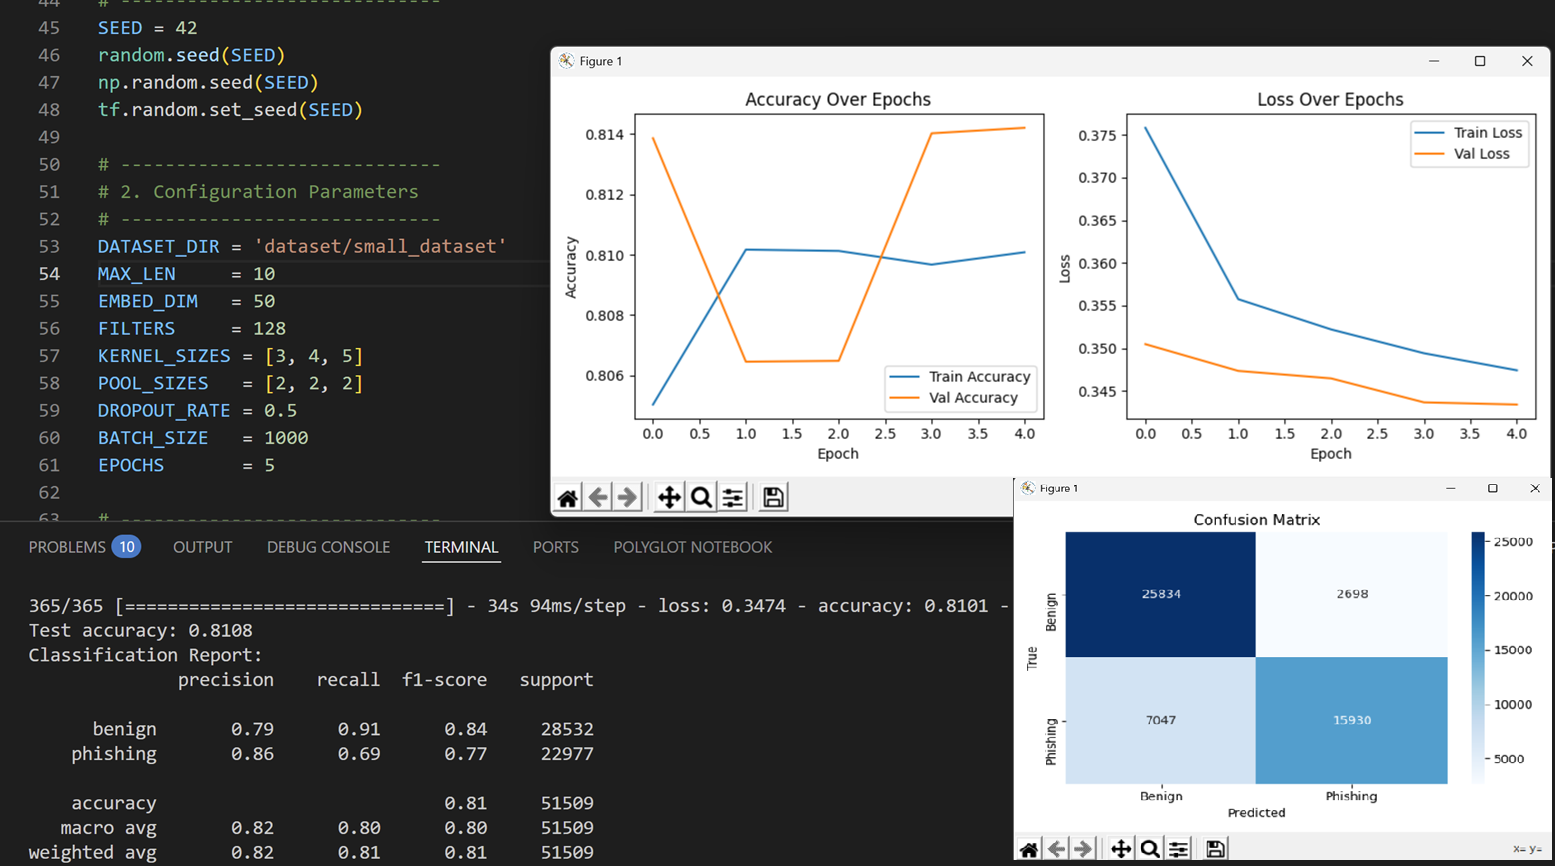 44 # -----------------------------
45 SEED = 42
46 random.seed(SEED)
47 np.random.seed(SEED)
48 tf.random.set_seed(SEED)
49
50 # -----------------------------
51 # 2. Configuration Parameters
52 # -----------------------------
53 DATASET_DIR = 'dataset/small_dataset'
54 MAX_LEN = 10
55 EMBED_DIM = 50
56 FILTERS = 128
57 KERNEL_SIZES = [3, 4, 5]
58 POOL_SIZES = [2, 2, 2]
59 DROPOUT_RATE = 0.5
60 BATCH_SIZE = 1000
61 EPOCHS = 5
62
63 # -----------------------------
Figure 1
Accuracy Over Epochs
0.814
0.812
0.810
0.808
0.806
Accuracy
Train Accuracy
Val Accuracy
0.0 0.5 1.0 1.5 2.0 2.5 3.0 3.5 4.0
Epoch
Loss Over Epochs
0.375
0.370
0.365
0.360
0.355
0.350
0.345
Loss
Train Loss
Val Loss
0.0 0.5 1.0 1.5 2.0 2.5 3.0 3.5 4.0
Epoch
PROBLEMS 10 OUTPUT DEBUG CONSOLE TERMINAL PORTS POLYGLOT NOTEBOOK
365/365 [==============================] - 34s 94ms/step - loss: 0.3474 - accuracy: 0.8101 -
Test accuracy: 0.8108
Classification Report:
precision recall f1-score support
benign 0.79 0.91 0.84 28532
phishing 0.86 0.69 0.77 22977
accuracy 0.81 51509
macro avg 0.82 0.80 0.80 51509
weighted avg 0.82 0.81 0.81 51509
Figure 1
Confusion Matrix
True
Benign
25834 2698
Phishing
7047 15930
Benign Phishing
Predicted
25000
20000
15000
10000
5000
x= y=